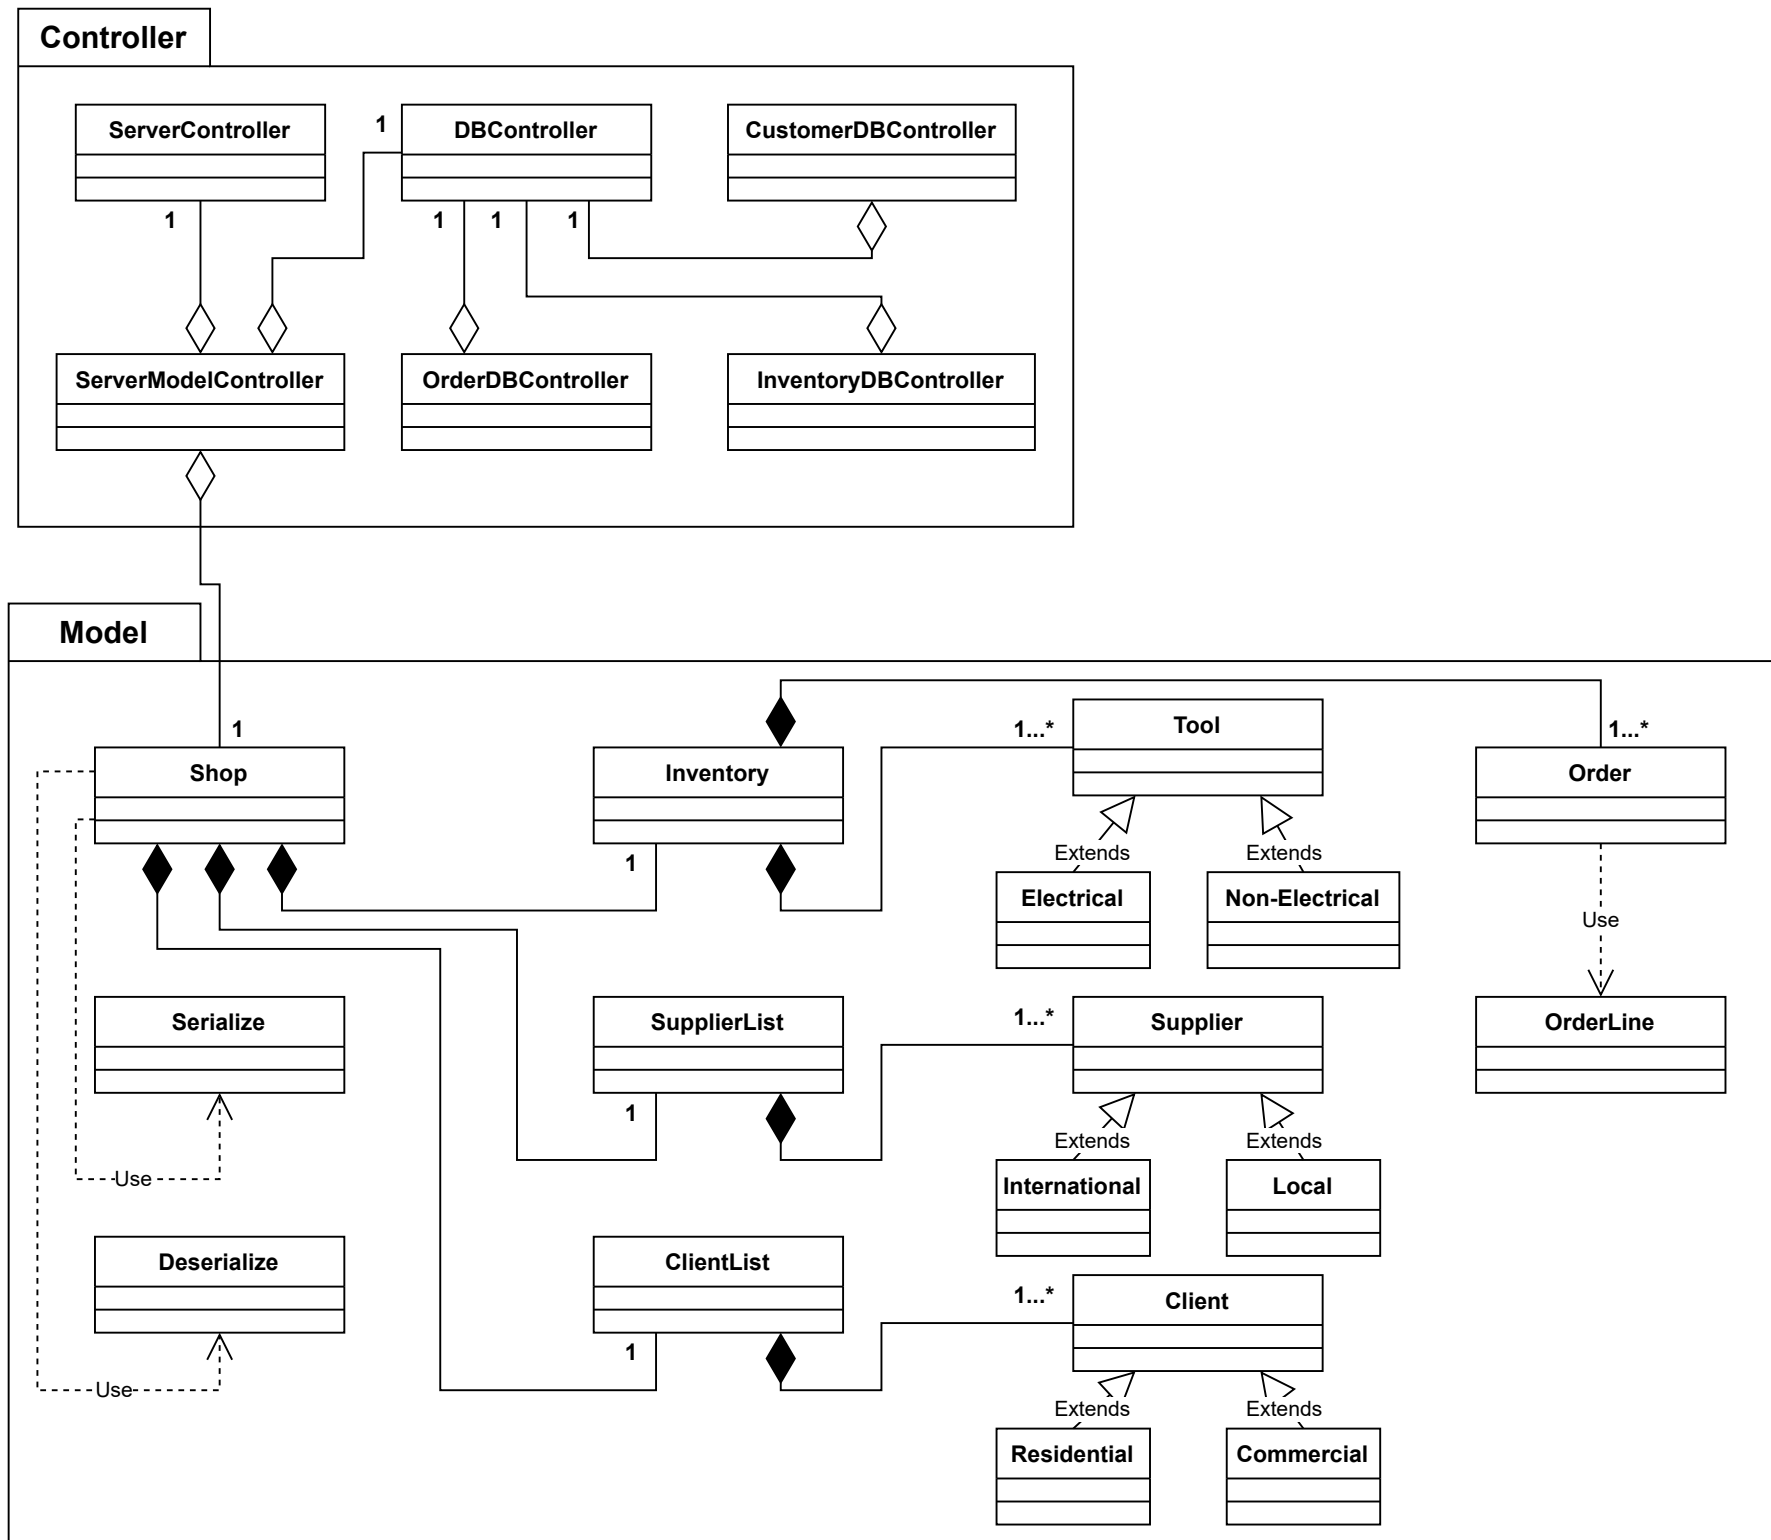 Controller
ServerController
1
DBController
CustomerDBController
1
1
1
1
ServerModelController
OrderDBController
InventoryDBController
Model
1
Shop
Inventory
1...*
Tool
1...*
Order
1
Extends
Extends
Electrical
Non-Electrical
Use
Serialize
SupplierList
1...*
Supplier
OrderLine
1
Extends
Extends
Use
International
Local
Deserialize
ClientList
1...*
Client
1
Use
Extends
Extends
Residential
Commercial